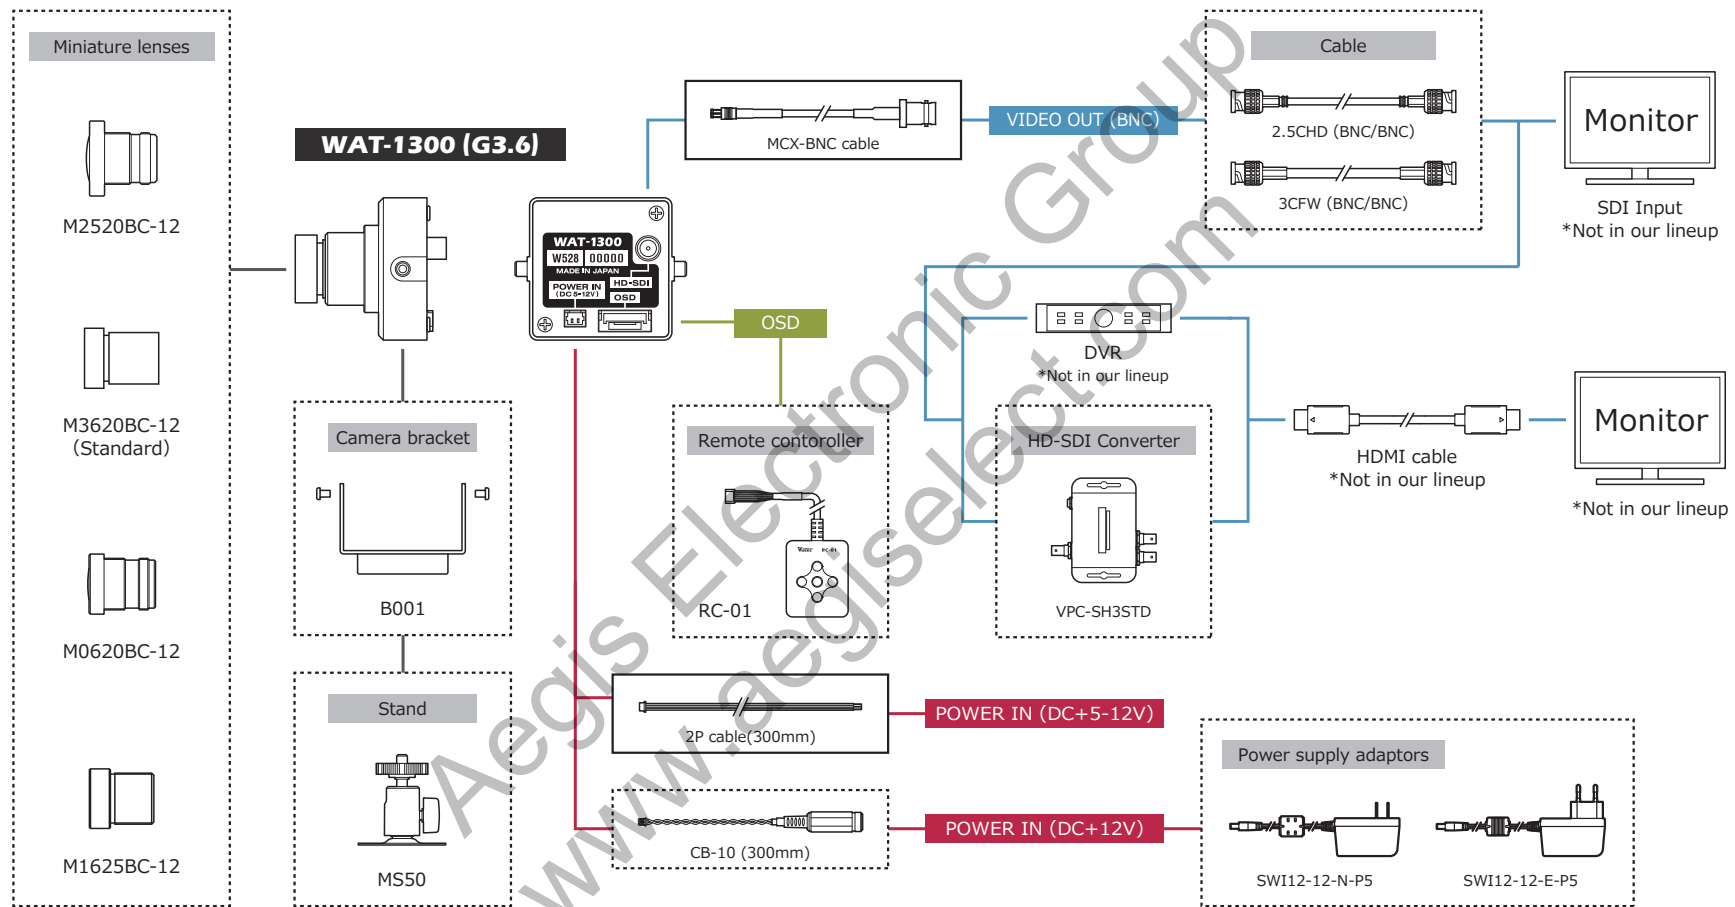 Miniature lenses
M2520BC-12
M3620BC-12
(Standard)
M0620BC-12
M1625BC-12
WAT-1300 (G3.6)
WAT-1300
W528 00000
MADE IN JAPAN
POWER IN
(DC 5-12V)
HD-SDI
OSD
MCX-BNC cable
VIDEO OUT (BNC)
Cable
2.5CHD (BNC/BNC)
3CFW (BNC/BNC)
Monitor
SDI Input
*Not in our lineup
OSD
DVR
*Not in our lineup
Camera bracket
B001
Remote contoroller
Watec RC-01
RC-01
HD-SDI Converter
VPC-SH3STD
HDMI cable
*Not in our lineup
Monitor
*Not in our lineup
Stand
MS50
2P cable(300mm)
POWER IN (DC+5-12V)
CB-10 (300mm)
POWER IN (DC+12V)
Power supply adaptors
SWI12-12-N-P5
SWI12-12-E-P5
Aegis Electronic Group
www.aegiselect.com